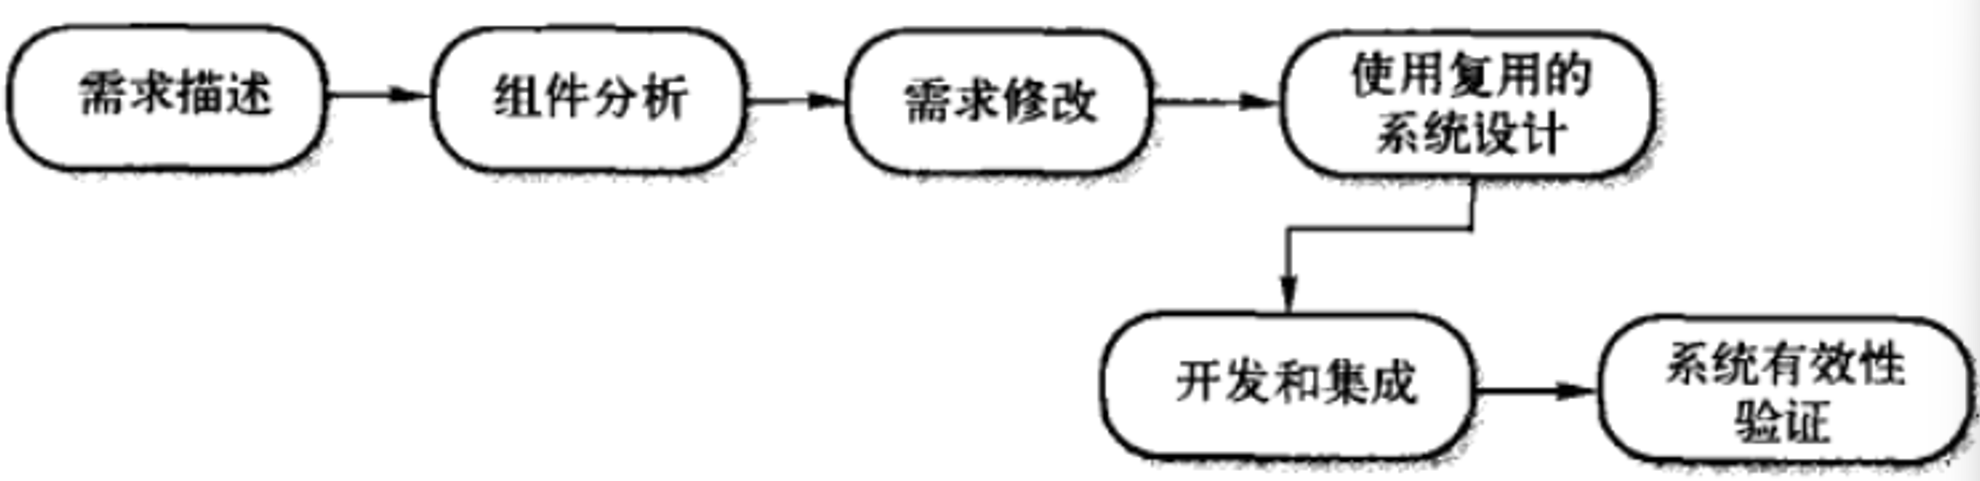 需求描述
组件分析
需求修改
使用复用的
系统设计
开发和集成
系统有效性
验证